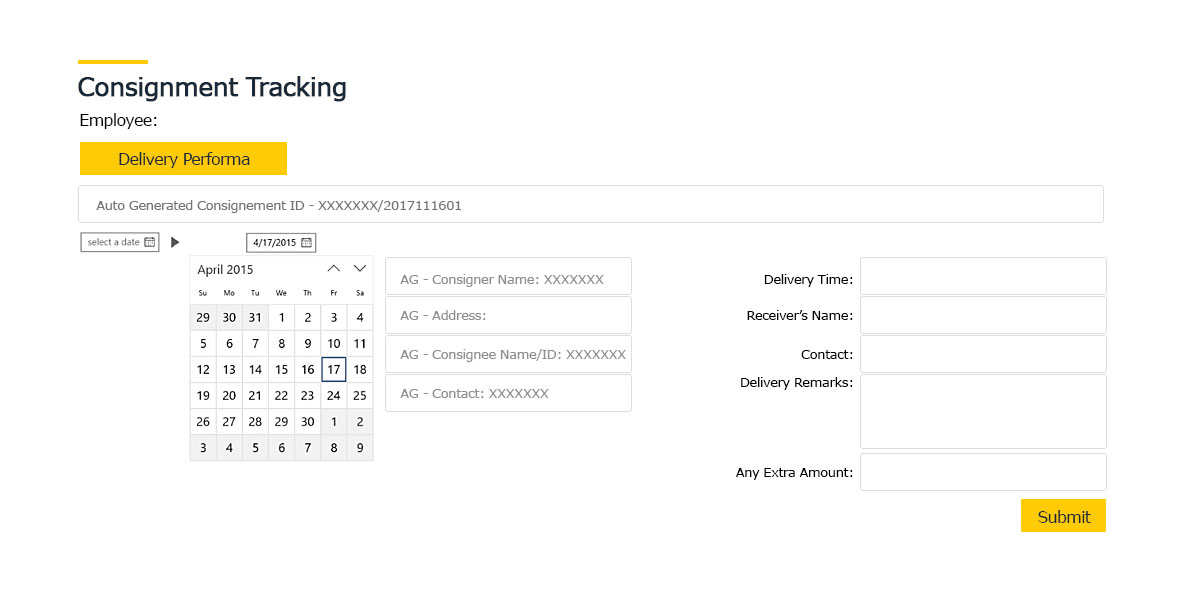 Consignment Tracking
Employee:
Delivery Performa
Auto Generated Consignement ID - XXXXXXX/2017111601
select a date
4/17/2015
April 2015
Su Mo Tu We Th Fr Sa
29 30 31 1 2 3 4
5 6 7 8 9 10 11
12 13 14 15 16 17 18
19 20 21 22 23 24 25
26 27 28 29 30 1 2
3 4 5 6 7 8 9
AG - Consigner Name: XXXXXXX
AG - Address:
AG - Consignee Name/ID: XXXXXXX
AG - Contact: XXXXXXX
Delivery Time:
Receiver’s Name:
Contact:
Delivery Remarks:
Any Extra Amount:
Submit